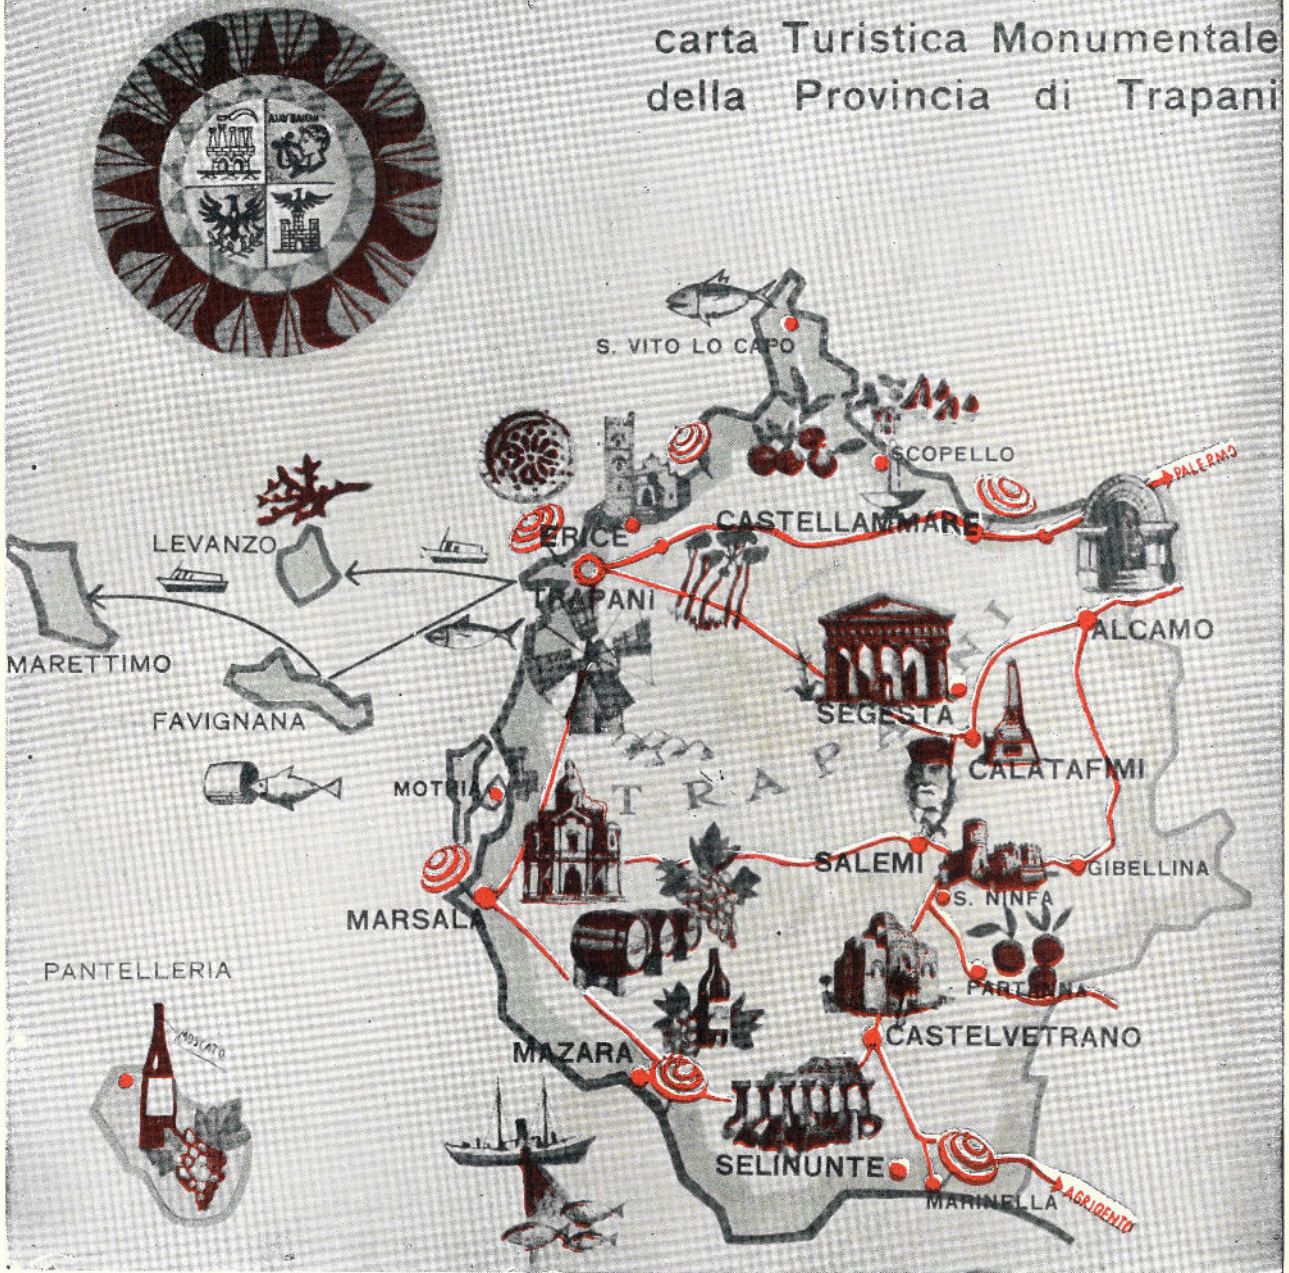 carta Turistica Monumentale
della Provincia di Trapani
S. VITO LO CAPO
SCOPELLO
PALERMO
CASTELLAMMARE
ERICE
LEVANZO
TRAPANI
ALCAMO
MARETTIMO
FAVIGNANA
SEGESTA
CALATAFIMI
MOTHIA
TRAPANI
SALEMI
GIBELLINA
S. NINFA
MARSALA
PANTELLERIA
PARTANNA
MOSCATO
CASTELVETRANO
MAZARA
SELINUNTE
MARINELLA
AGRIGENTO